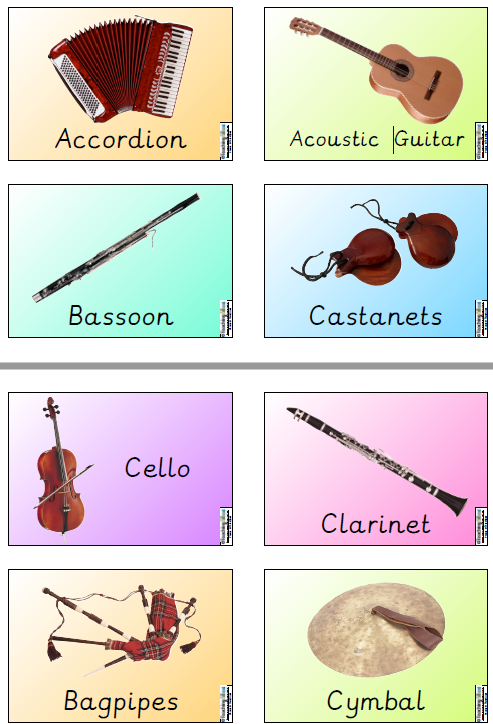 Accordion
Acoustic Guitar
Bassoon
Castanets
Cello
Clarinet
Bagpipes
Cymbal